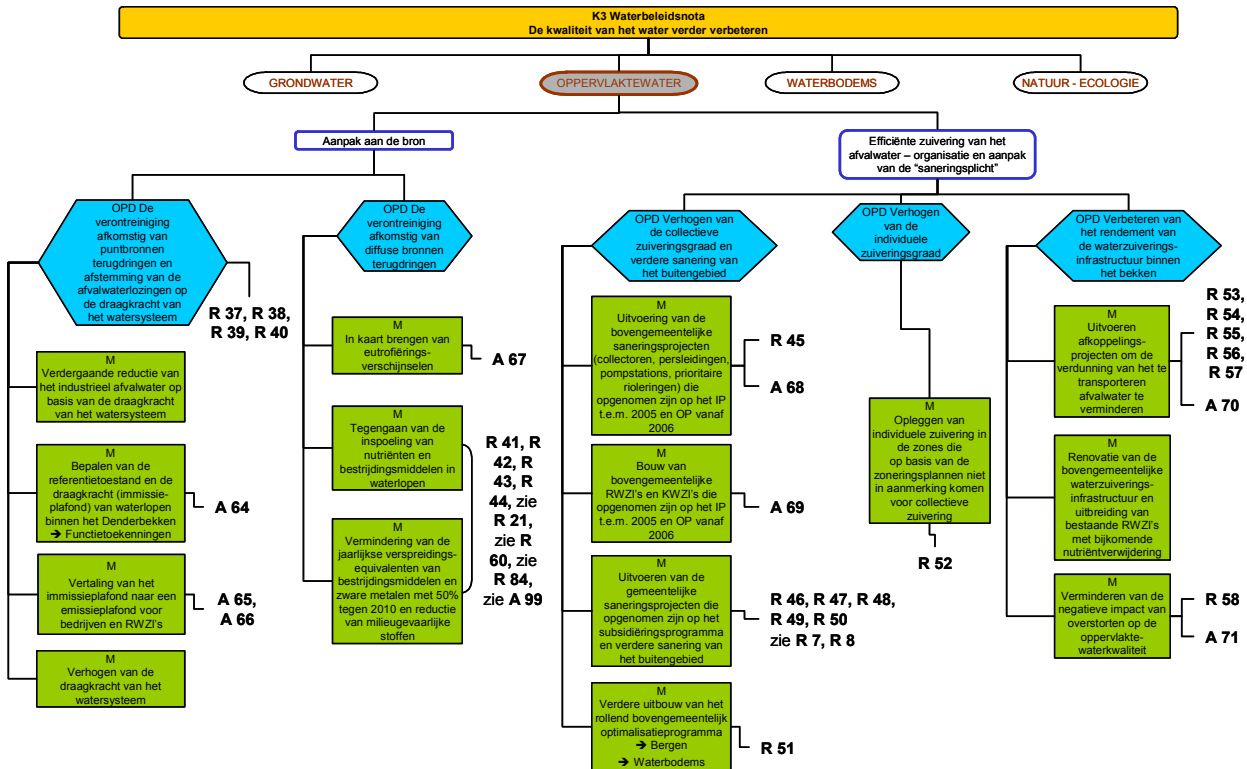 K3 Waterbeleidsnota
De kwaliteit van het water verder verbeteren
GRONDWATER
OPPERVLAKTEWATER
WATERBODEMS
NATUUR - ECOLOGIE
Aanpak aan de bron
Efficiënte zuivering van het
afvalwater – organisatie en aanpak
van de “saneringsplicht”
OPD De
verontreiniging
afkomstig van
puntbronnen
terugdringen en
afstemming van de
afvalwaterlozingen op
de draagkracht van
het watersysteem
R 37, R 38,
R 39, R 40
M
Verdergaande reductie van
het industrieel afvalwater op
basis van de draagkracht
van het watersysteem
M
Bepalen van de
referentietoestand en de
draagkracht (immissie-
plafond) van waterlopen
binnen het Denderbekken
➔ Functietoekenningen
A 64
M
Vertaling van het
immissieplafond naar een
emissieplafond voor
bedrijven en RWZI's
A 65,
A 66
M
Verhogen van de
draagkracht van het
watersysteem
OPD De
verontreiniging
afkomstig van
diffuse bronnen
terugdringen
M
In kaart brengen van
eutrofiërings-
verschijnselen
A 67
M
Tegengaan van de
inspoeling van
nutriënten en
bestrijdingsmiddelen in
waterlopen
M
Vermindering van de
jaarlijkse verspreidings-
equivalenten van
bestrijdingsmiddelen en
zware metalen met 50%
tegen 2010 en reductie
van milieugevaarlijke
stoffen
R 41, R
42, R
43, R
44, zie
R 21,
zie R
60, zie
R 84,
zie A 99
OPD Verhogen van
de collectieve
zuiveringsgraad en
verdere sanering van
het buitengebied
M
Uitvoering van de
bovengemeentelijke
saneringsprojecten
(collectoren, persleidingen,
pompstations, prioritaire
rioleringen) die
opgenomen zijn op het IP
t.e.m. 2005 en OP vanaf
2006
R 45
A 68
M
Bouw van
bovengemeentelijke
RWZI's en KWZI's die
opgenomen zijn op het IP
t.e.m. 2005 en OP vanaf
2006
A 69
M
Uitvoeren van de
gemeentelijke
saneringsprojecten die
opgenomen zijn op het
subsidiëringsprogramma
en verdere sanering van
het buitengebied
R 46, R 47, R 48,
R 49, R 50
zie R 7, R 8
M
Verdere uitbouw van het
rollend bovengemeentelijk
optimalisatieprogramma
➔ Bergen
➔ Waterbodems
R 51
OPD Verhogen
van de
individuele
zuiveringsgraad
M
Opleggen van
individuele zuivering in
de zones die
op basis van de
zoneringsplannen niet
in aanmerking komen
voor collectieve
zuivering
R 52
OPD Verbeteren van
het rendement van
de waterzuiverings-
infrastructuur binnen
het bekken
M
Uitvoeren
afkoppelings-
projecten om de
verdunning van het te
transporteren
afvalwater te
verminderen
R 53,
R 54,
R 55,
R 56,
R 57
A 70
M
Renovatie van de
bovengemeentelijke
waterzuiverings-
infrastructuur en
uitbreiding van
bestaande RWZI's
met bijkomende
nutriëntverwijdering
M
Verminderen van de
negatieve impact van
overstorten op de
oppervlakte-
waterkwaliteit
R 58
A 71